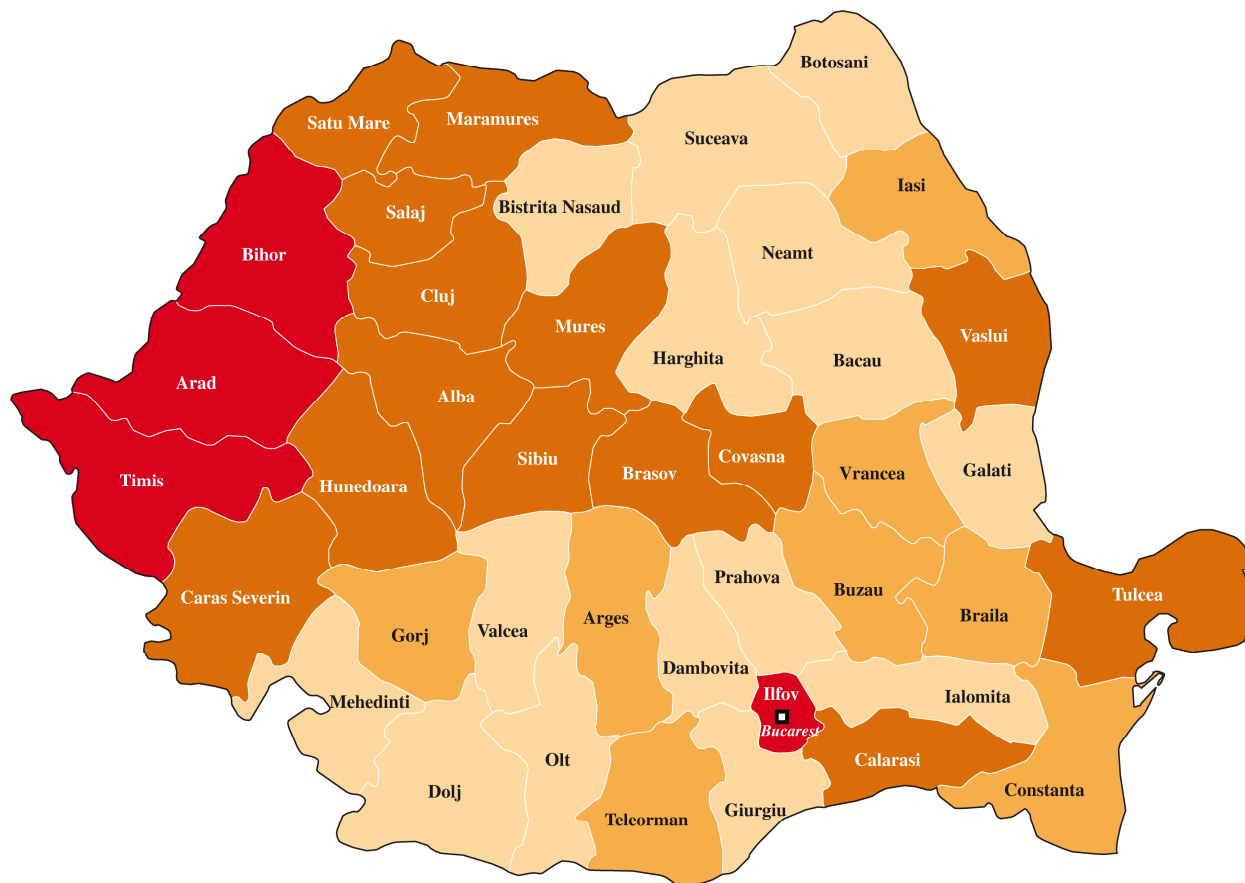 Botosani
Satu Mare
Maramures
Suceava
Iasi
Salaj
Bistrita Nasaud
Bihor
Neamt
Cluj
Mures
Vaslui
Harghita
Bacau
Arad
Alba
Timis
Hunedoara
Sibiu
Brasov
Covasna
Vrancea
Galati
Caras Severin
Prahova
Buzau
Tulcea
Gorj
Valcea
Arges
Braila
Dambovita
Mehedinti
Ilfov
Ialomita
Bucarest
Olt
Calarasi
Dolj
Constanta
Teleorman
Giurgiu